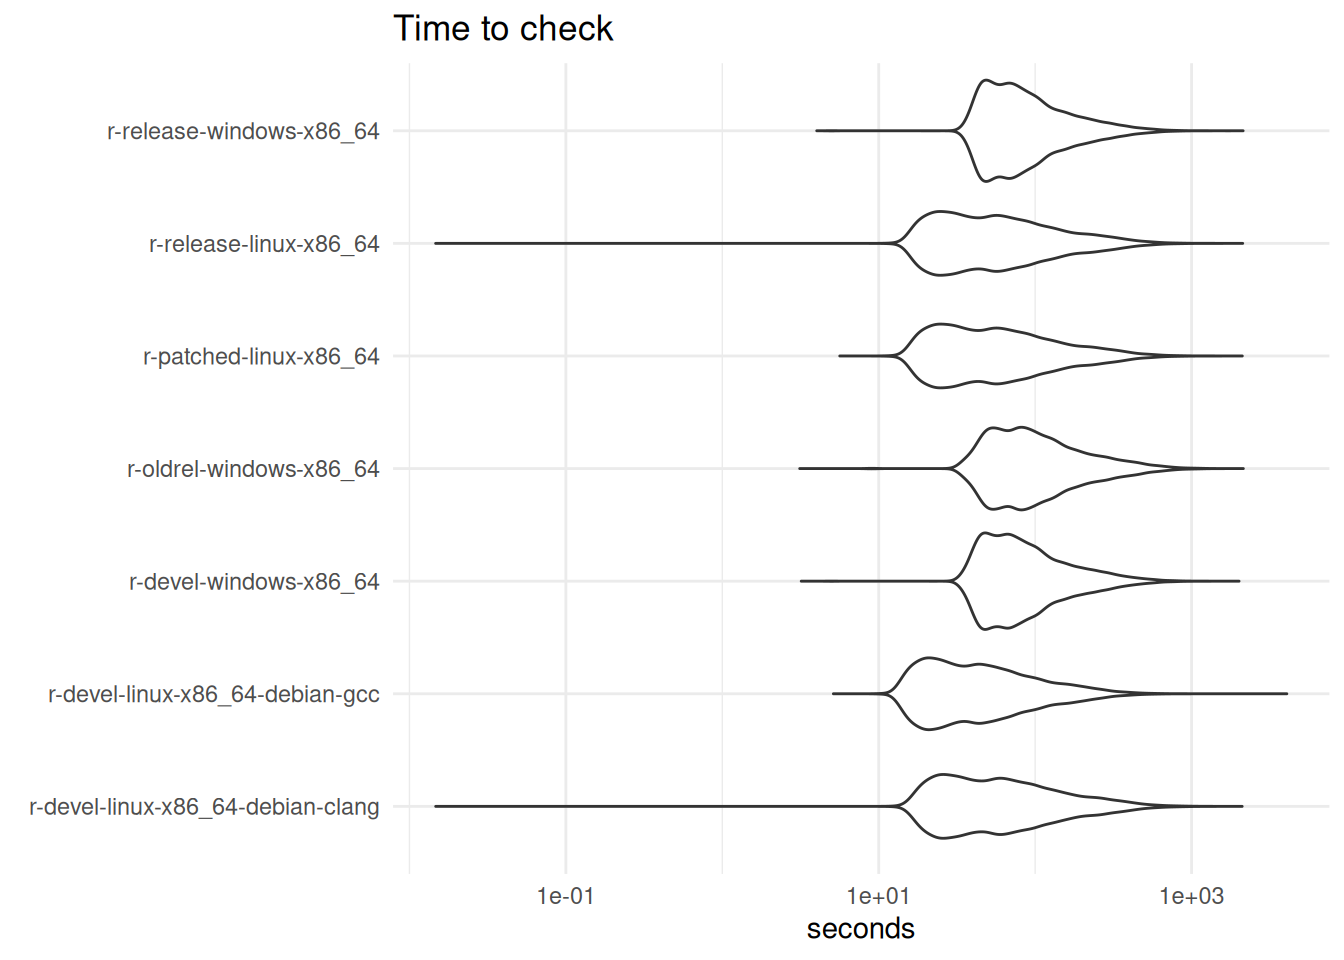 Time to check
r-release-windows-x86_64
r-release-linux-x86_64
r-patched-linux-x86_64
r-oldrel-windows-x86_64
r-devel-windows-x86_64
r-devel-linux-x86_64-debian-gcc
r-devel-linux-x86_64-debian-clang
1e-01 1e+01 1e+03
seconds